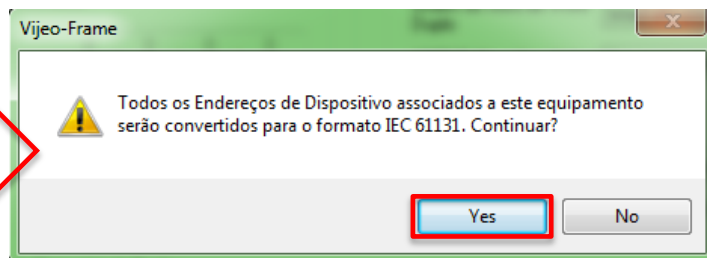 Vijeo-Frame
Todos os Endereços de Dispositivo associados a este equipamento
serão convertidos para o formato IEC 61131. Continuar?
Yes
No